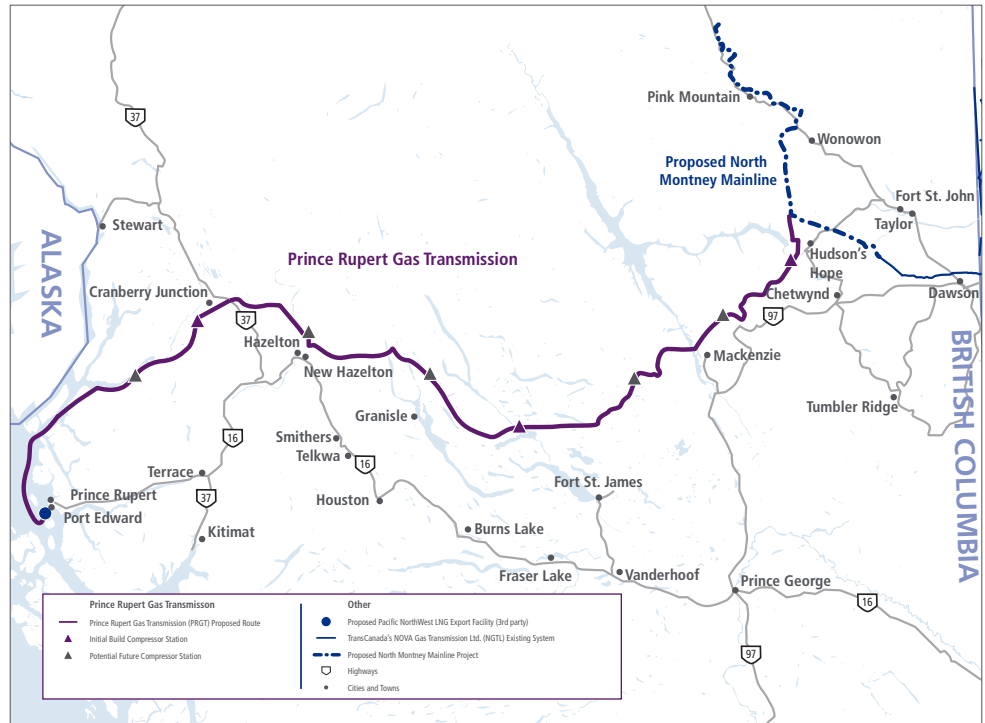 37
Pink Mountain
Wonowon
Proposed North
Montney Mainline
Fort St. John
Taylor
Stewart
ALASKA
Hudson's
Hope
Prince Rupert Gas Transmission
Cranberry Junction
Chetwynd
Dawson
37
97
Hazelton
New Hazelton
Mackenzie
BRITISH COLUMBIA
Granisle
Tumbler Ridge
16
Smithers
Telkwa
16
Terrace
Fort St. James
Prince Rupert
37
Houston
Port Edward
Kitimat
Burns Lake
Fraser Lake
Vanderhoof
Prince George
16
97
Prince Rupert Gas Transmisson
Prince Rupert Gas Transmission (PRGT) Proposed Route
Initial Build Compressor Station
Potential Future Compressor Station
Other
Proposed Pacific NorthWest LNG Export Facility (3rd party)
TransCanada's NOVA Gas Transmission Ltd. (NGTL) Existing System
Proposed North Montney Mainline Project
Highways
Cities and Towns